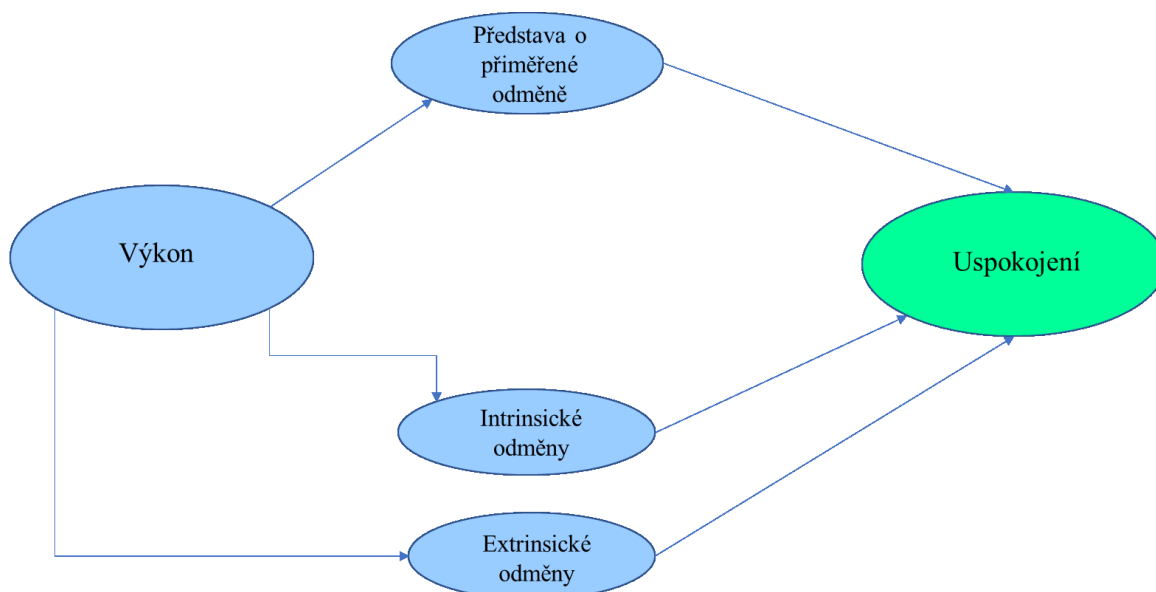 Představa o
přiměřené
odměně
Výkon
Uspokojení
Intrinsické
odměny
Extrinsické
odměny